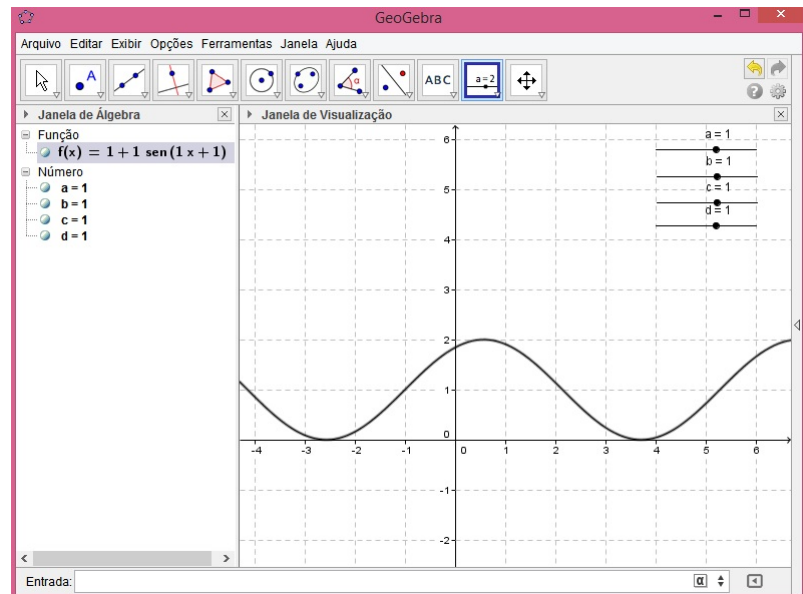 GeoGebra
Arquivo Editar Exibir Opções Ferramentas Janela Ajuda
A
α
ABC
a=2
Janela de Álgebra
Janela de Visualização
Função
f(x) = 1 + 1 sen (1 x + 1)
Número
a = 1
b = 1
c = 1
d = 1
a = 1
b = 1
c = 1
d = 1
6
5
4
3
2
1
0
-1
-2
-4 -3 -2 -1 0 1 2 3 4 5 6
Entrada:
α